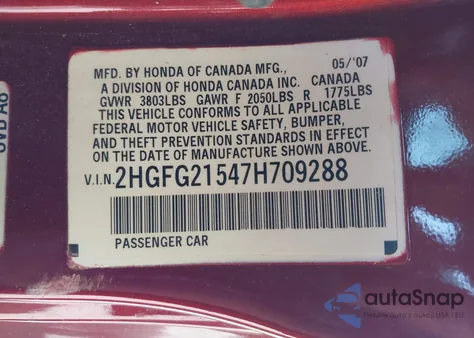 MFD. BY HONDA OF CANADA MFG., 05/'07
A DIVISION OF HONDA CANADA INC. CANADA
GVWR 3803LBS GAWR F 2050LBS R 1775LBS
THIS VEHICLE CONFORMS TO ALL APPLICABLE
FEDERAL MOTOR VEHICLE SAFETY, BUMPER,
AND THEFT PREVENTION STANDARDS IN EFFECT
ON THE DATE OF MANUFACTURE SHOWN ABOVE.
V.I.N. 2HGFG21547H709288
PASSENGER CAR
autaSnap